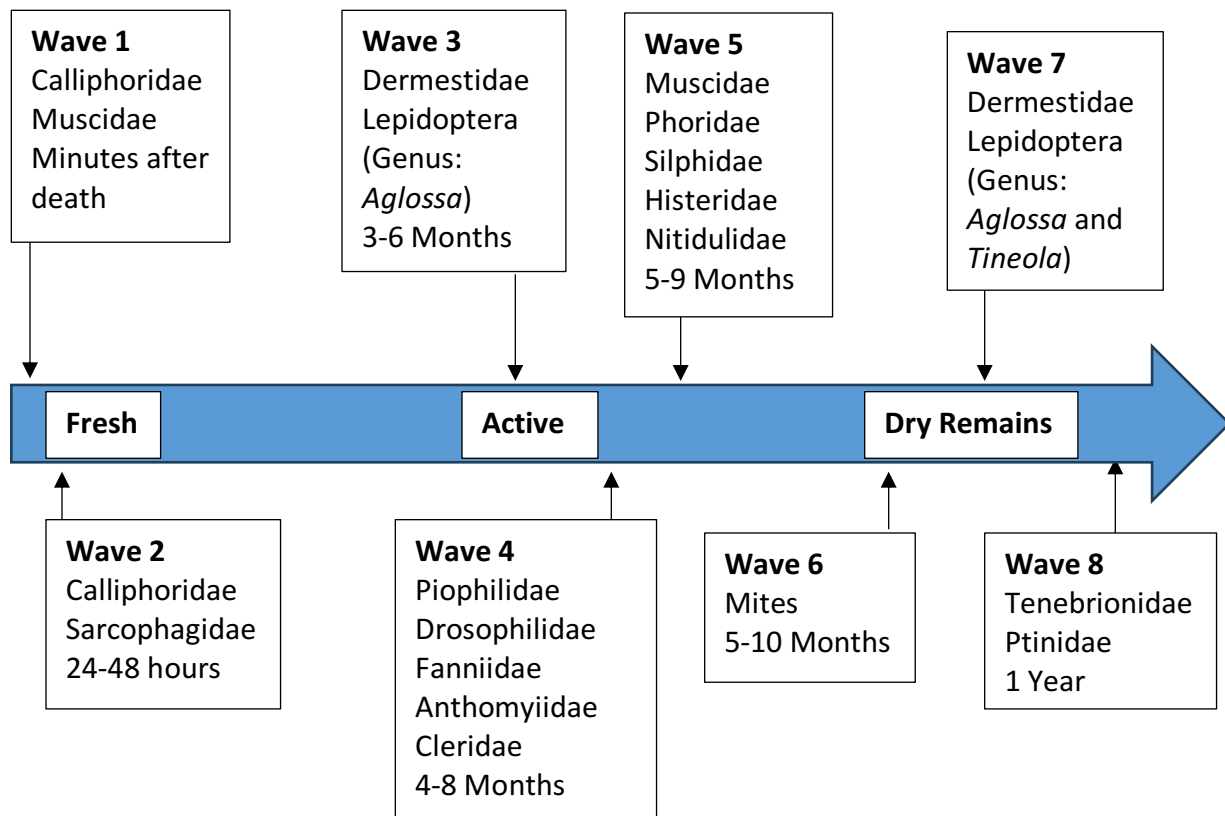 Wave 1
Calliphoridae
Muscidae
Minutes after
death
Wave 3
Dermestidae
Lepidoptera
(Genus:
Aglossa)
3-6 Months
Wave 5
Muscidae
Phoridae
Silphidae
Histeridae
Nitidulidae
5-9 Months
Wave 7
Dermestidae
Lepidoptera
(Genus:
Aglossa and
Tineola)
Fresh
Active
Dry Remains
Wave 2
Calliphoridae
Sarcophagidae
24-48 hours
Wave 4
Piophilidae
Drosophilidae
Fanniidae
Anthomyiidae
Cleridae
4-8 Months
Wave 6
Mites
5-10 Months
Wave 8
Tenebrionidae
Ptinidae
1 Year